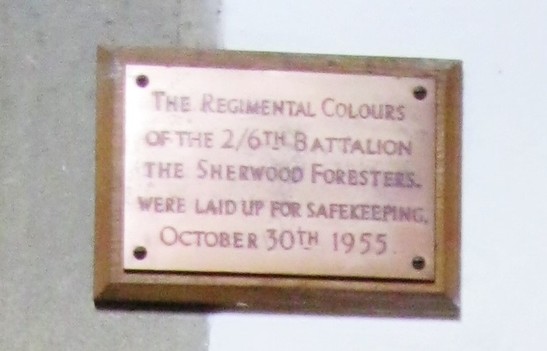 THE REGIMENTAL COLOURS
OF THE 2/6TH BATTALION
THE SHERWOOD FORESTERS.
WERE LAID UP FOR SAFEKEEPING,
OCTOBER 30TH 1955.